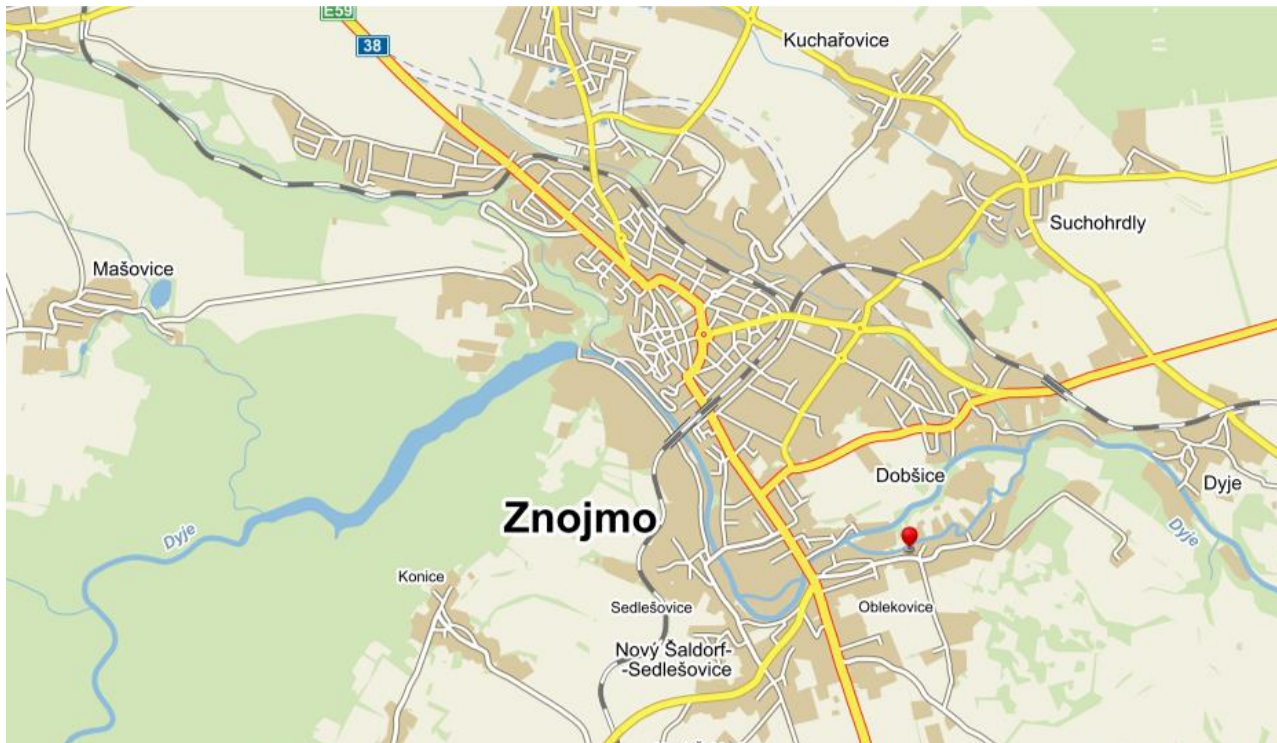 E59
38
Kuchařovice
Suchohrdly
Mašovice
Dobšice
Dyje
Znojmo
Dyje
Dyje
Konice
Sedlešovice
Oblekovice
Nový Šaldorf-
-Sedlešovice